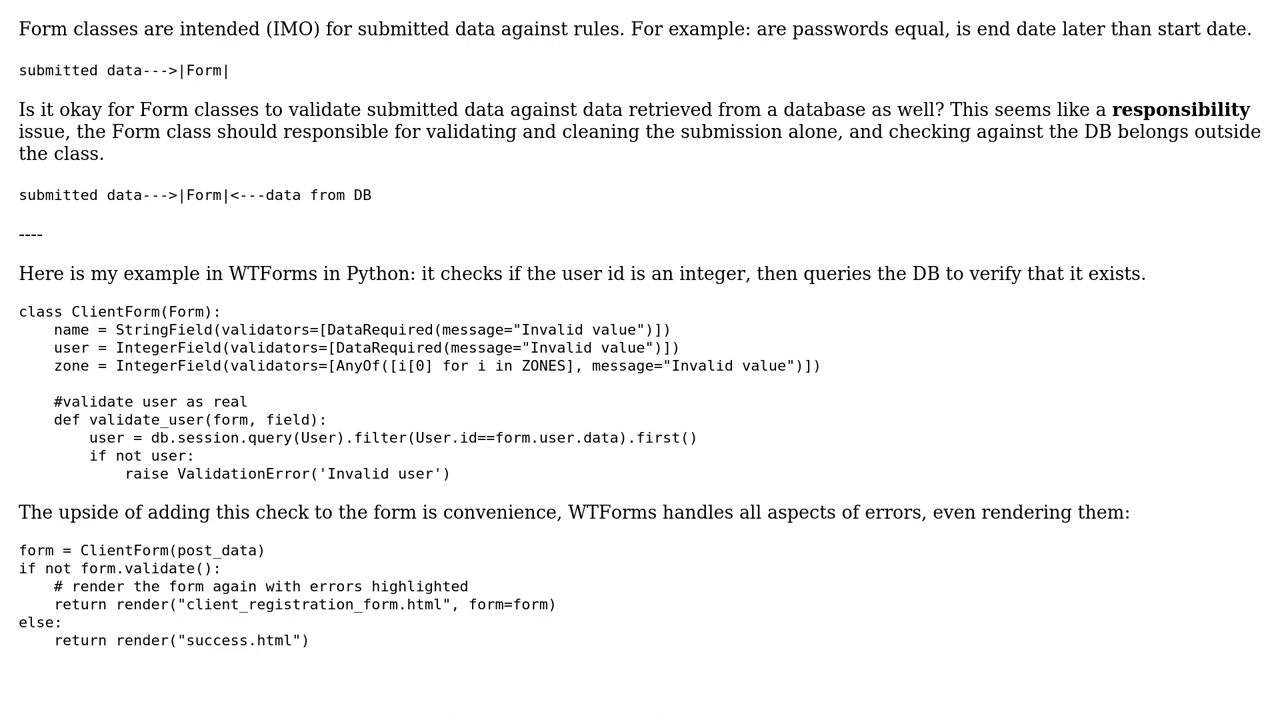 Form classes are intended (IMO) for submitted data against rules. For example: are passwords equal, is end date later than start date.
submitted data--->|Form|
Is it okay for Form classes to validate submitted data against data retrieved from a database as well? This seems like a responsibility
issue, the Form class should responsible for validating and cleaning the submission alone, and checking against the DB belongs outside
the class.
submitted data--->|Form|<---data from DB
----
Here is my example in WTForms in Python: it checks if the user id is an integer, then queries the DB to verify that it exists.
class ClientForm(Form):
    name = StringField(validators=[DataRequired(message="Invalid value")])
    user = IntegerField(validators=[DataRequired(message="Invalid value")])
    zone = IntegerField(validators=[AnyOf([i[0] for i in ZONES], message="Invalid value")])
    #validate user as real
    def validate_user(form, field):
        user = db.session.query(User).filter(User.id==form.user.data).first()
        if not user:
            raise ValidationError('Invalid user')
The upside of adding this check to the form is convenience, WTForms handles all aspects of errors, even rendering them:
form = ClientForm(post_data)
if not form.validate():
    # render the form again with errors highlighted
    return render("client_registration_form.html", form=form)
else:
    return render("success.html")